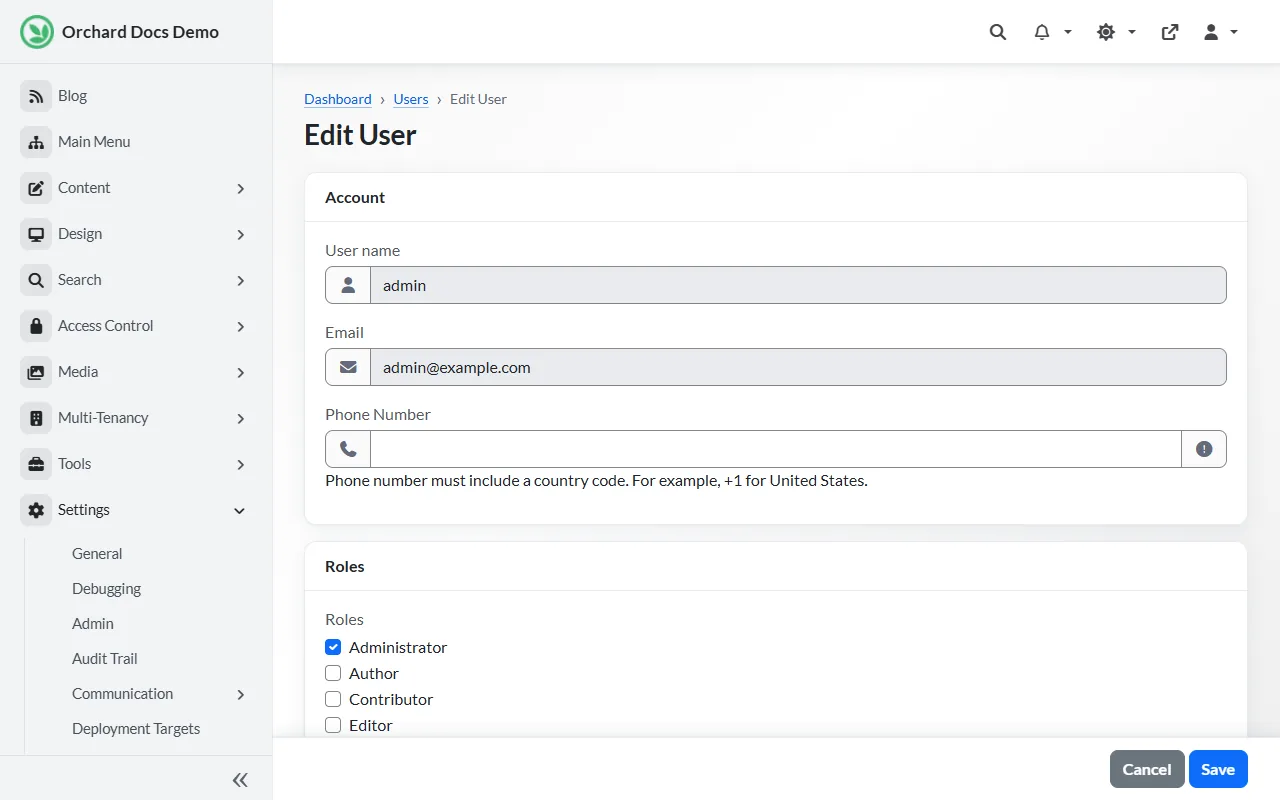 Orchard Docs Demo
Blog
Main Menu
Content
Design
Search
Access Control
Media
Multi-Tenancy
Tools
Settings
General
Debugging
Admin
Audit Trail
Communication
Deployment Targets
Dashboard › Users › Edit User
Edit User
Account
User name
admin
Email
admin@example.com
Phone Number
Phone number must include a country code. For example, +1 for United States.
Roles
Roles
Administrator
Author
Contributor
Editor
Cancel Save